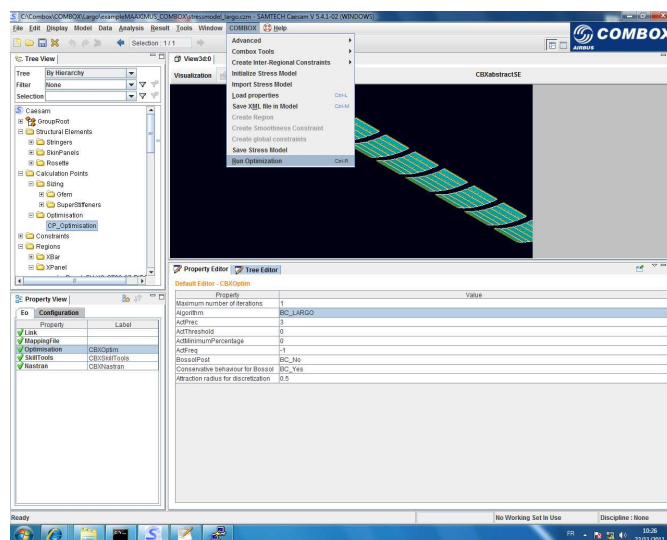 C:\Combox\COMBOX\Largo\exampleMAAXIMUS_COMBOX\stressmodel_largo.czm - SAMTECH Caesam V 5.4.1-02 (WINDOWS)
File Edit Display Model Data Analysis Result Tools Window COMBOX Help
Selection : 1 / 1
AIRBUS
COMBOX
Advanced
Combox Tools
Create Inter-Regional Constraints
Initialize Stress Model
Import Stress Model
Load properties Ctrl-L
Save XML file in Model Ctrl-M
Create Region
Create Smoothness Constraint
Create global constraints
Save Stress Model
Run Optimization Ctrl-R
Tree View
Tree By Hierarchy
Filter None
Selection
Caesam
GroupRoot
Structural Elements
Stringers
SkinPanels
Rosette
Calculation Points
Sizing
Gfem
SuperStiffeners
Optimisation
CP_Optimisation
Constraints
Regions
XBar
XPanel
View3d:0
Visualization
CBXabstractSE
Property View
Eo Configuration
Property Label
Link
MappingFile
Optimisation CBXOptim
SkillTools CBXSkillTools
Nastran CBXNastran
Property Editor Tree Editor
Default Editor - CBXOptim
Property Value
Maximum number of iterations 1
Algorithm BC_LARGO
ActPrec 3
ActThreshold 0
ActMinimumPercentage 0
ActFreq -1
BossolPost BC_No
Conservative behaviour for Bossol BC_Yes
Attraction radius for discretization 0.5
Ready
No Working Set In Use
Discipline : None
FR
10:26
22/11/2011